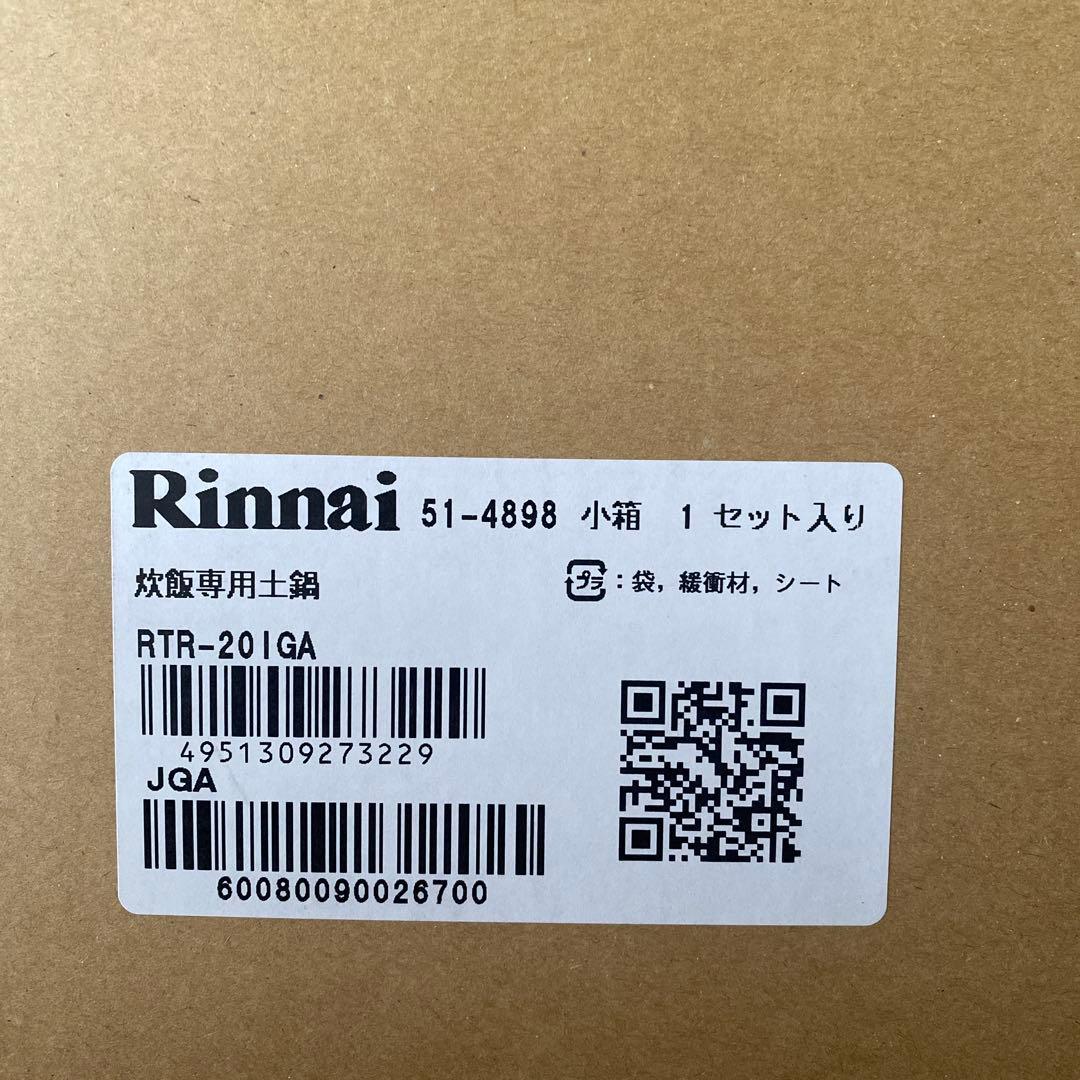 Rinnai 51-4898 小箱 1 セット入り
炊飯専用土鍋
プラ:袋, 緩衝材, シート
RTR-20IGA
4951309273229
JGA
60080090026700